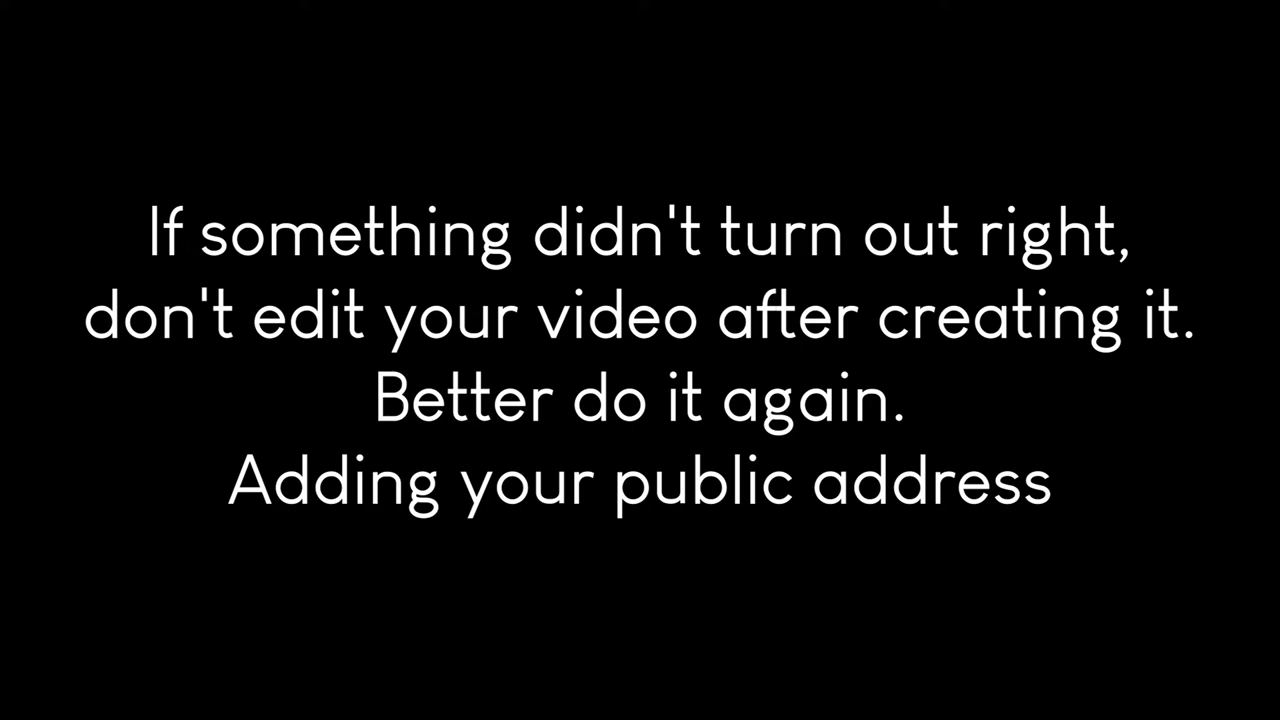 If something didn't turn out right,
don't edit your video after creating it.
Better do it again.
Adding your public address